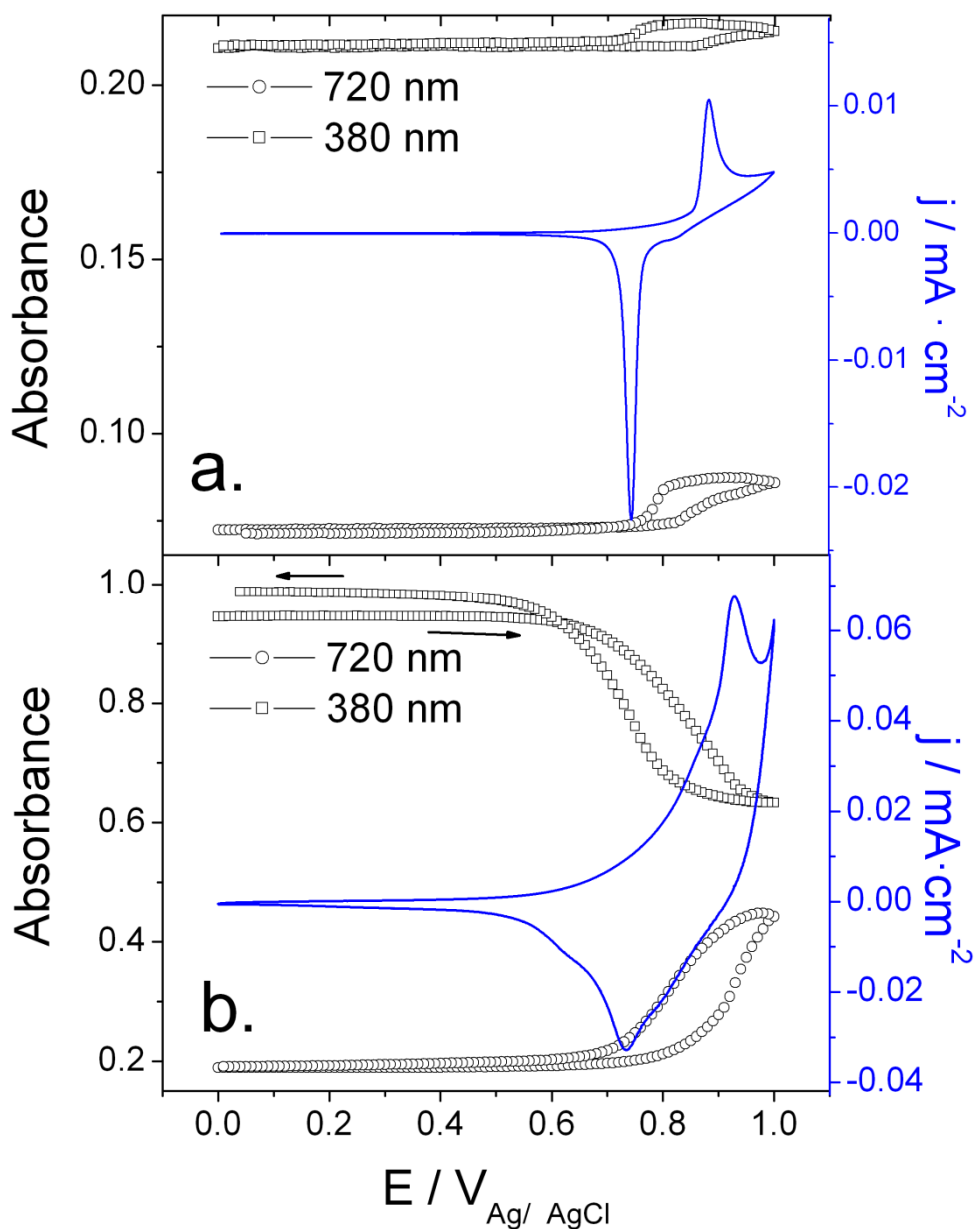 0.20
0.15
0.10
Absorbance
720 nm
380 nm
a.
0.01
0.00
-0.01
-0.02
j / mA · cm-2
1.0
0.8
0.6
0.4
0.2
Absorbance
720 nm
380 nm
b.
0.06
0.04
0.02
0.00
-0.02
-0.04
j / mA·cm-2
0.0 0.2 0.4 0.6 0.8 1.0
E / VAg/ AgCl